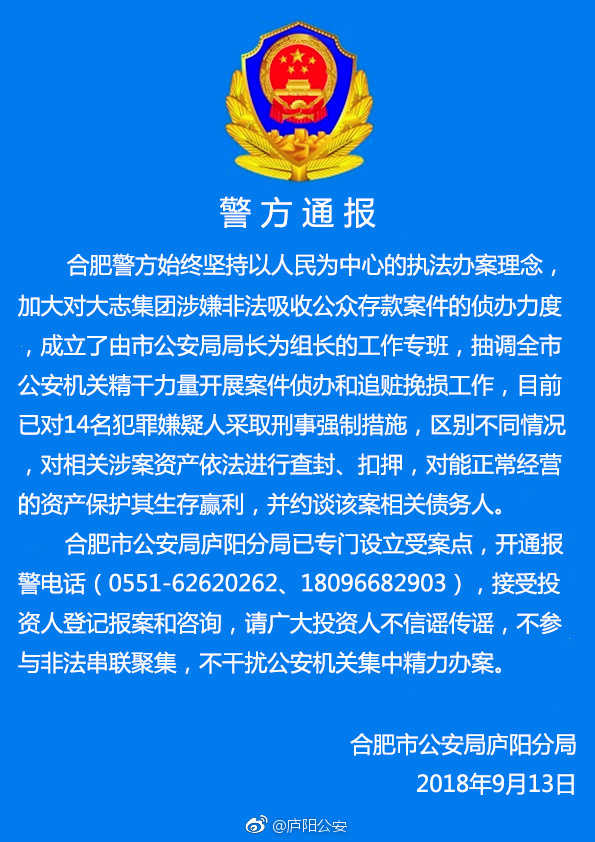 警方通报
合肥警方始终坚持以人民为中心的执法办案理念，
加大对大志集团涉嫌非法吸收公众存款案件的侦办力度
，成立了由市公安局局长为组长的工作专班，抽调全市
公安机关精干力量开展案件侦办和追赃挽损工作，目前
已对14名犯罪嫌疑人采取刑事强制措施，区别不同情况
，对相关涉案资产依法进行查封、扣押，对能正常经营
的资产保护其生存赢利，并约谈该案相关债务人。
合肥市公安局庐阳分局已专门设立受案点，开通报
警电话（0551-62620262、18096682903），接受投
资人登记报案和咨询，请广大投资人不信谣传谣，不参
与非法串联聚集，不干扰公安机关集中精力办案。
合肥市公安局庐阳分局
2018年9月13日
@庐阳公安